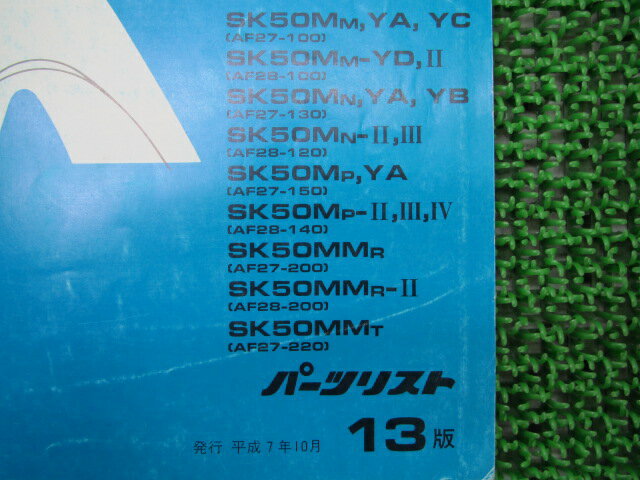 SK50MM,YA, YC
(AF27-100)
SK50MM-YD,II
(AF28-100)
SK50MN,YA, YB
(AF27-130)
SK50MN-II,III
(AF28-120)
SK50MP,YA
(AF27-150)
SK50MP-II,III,IV
(AF28-140)
SK50MMR
(AF27-200)
SK50MMR-II
(AF28-200)
SK50MMT
(AF27-220)
パーツリスト
発行 平成7年10月 13版